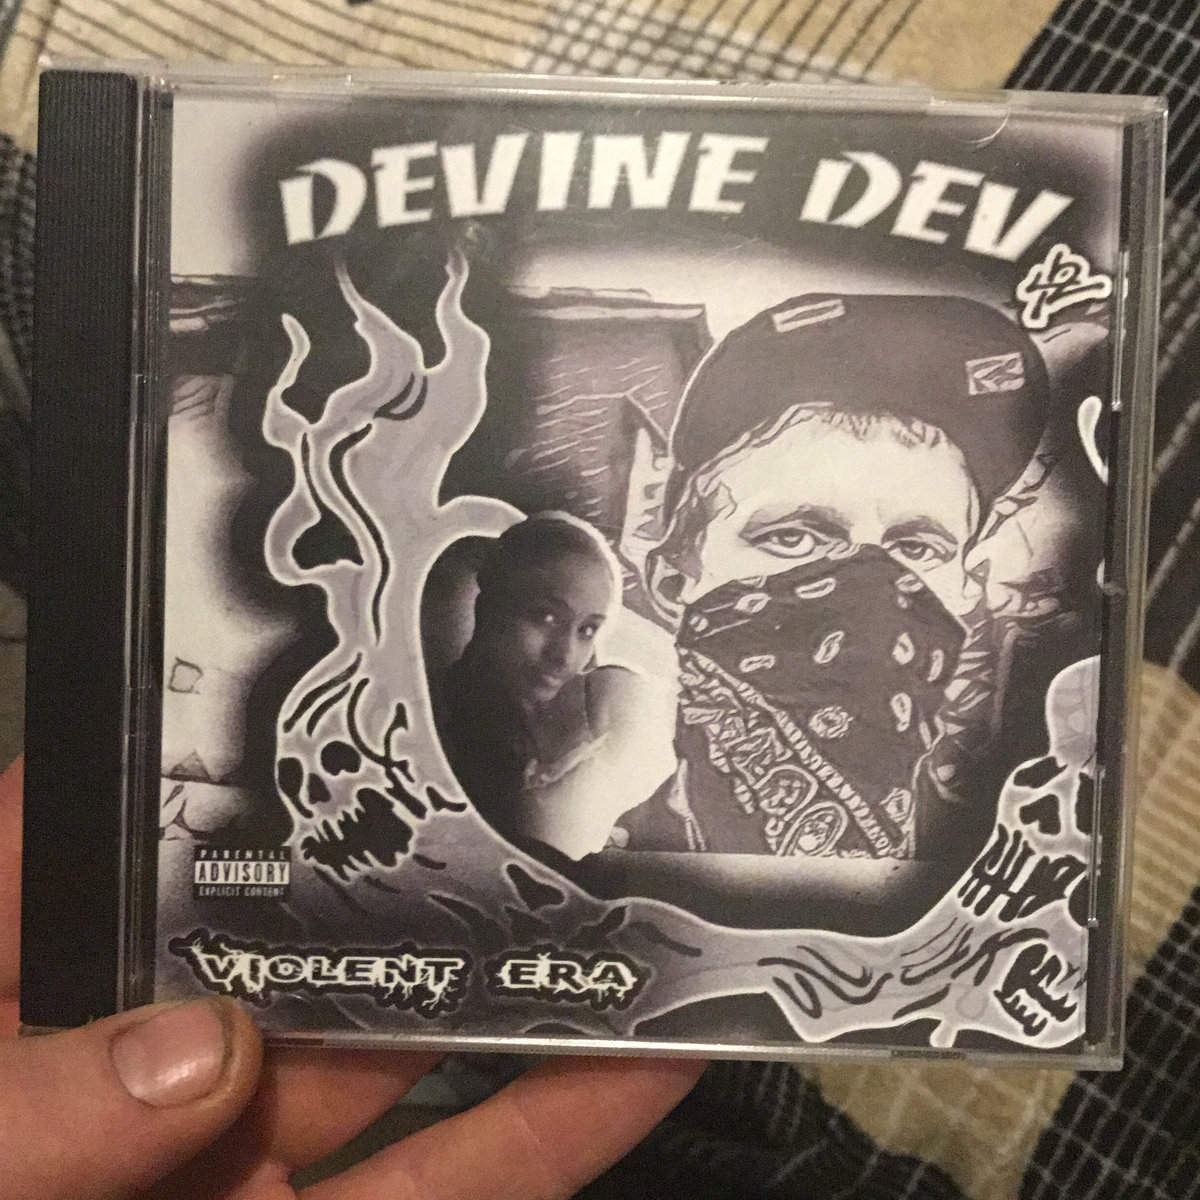 DEVINE DEV
PARENTAL
ADVISORY
EXPLICIT CONTENT
VIOLENT ERA